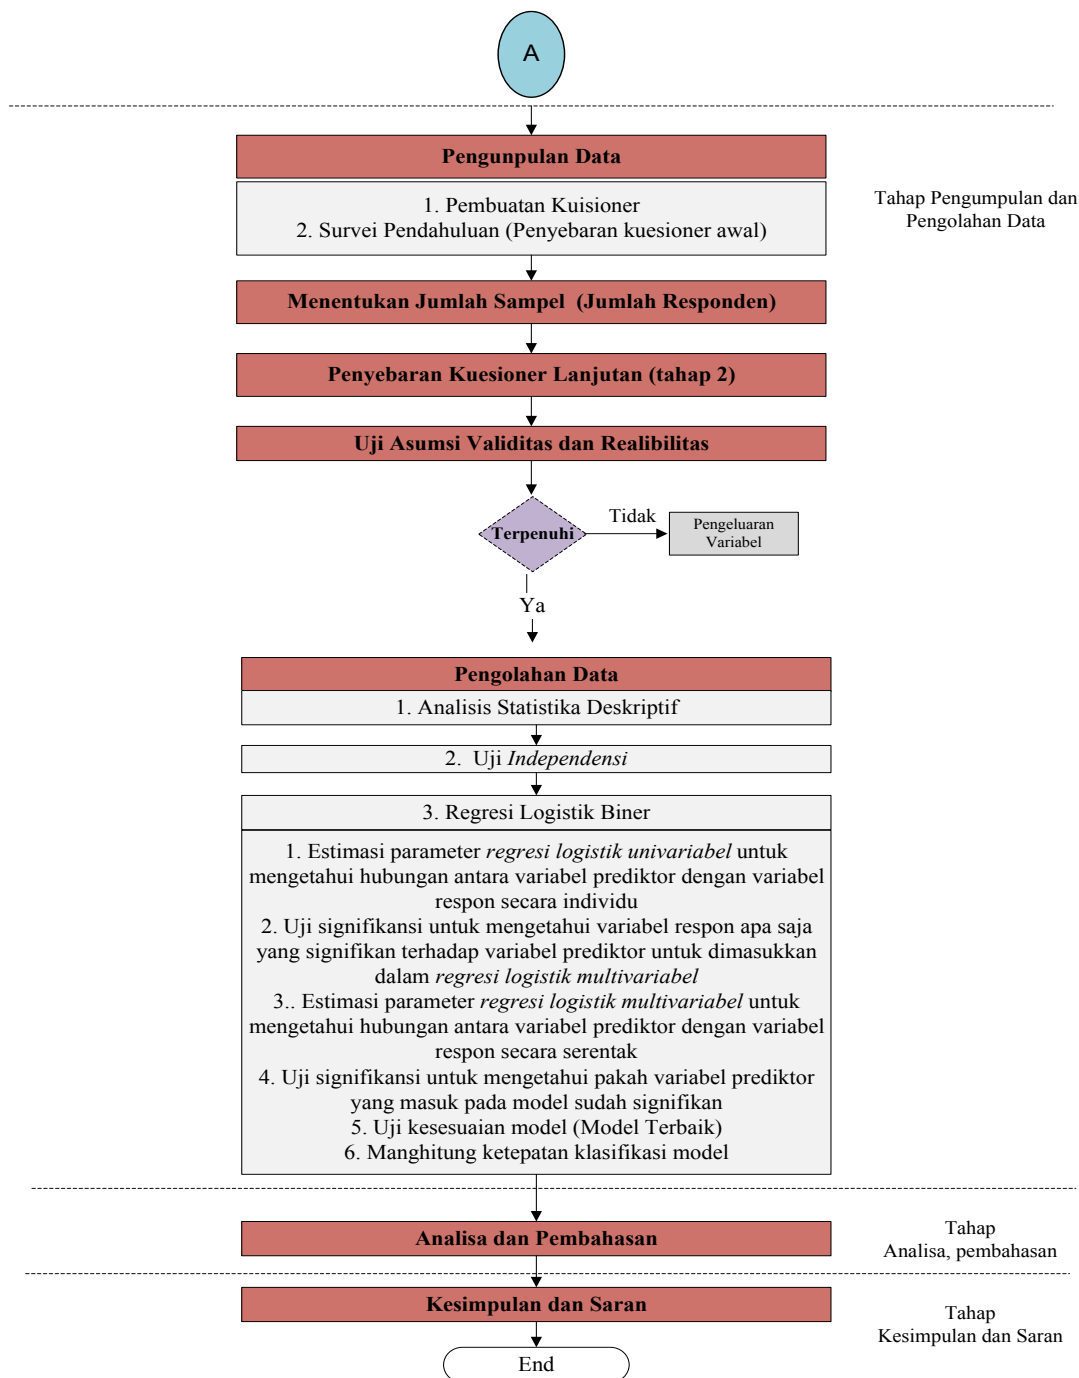 A
Pengunpulan Data
1. Pembuatan Kuisioner
2. Survei Pendahuluan (Penyebaran kuesioner awal)
Tahap Pengumpulan dan
Pengolahan Data
Menentukan Jumlah Sampel  (Jumlah Responden)
Penyebaran Kuesioner Lanjutan (tahap 2)
Uji Asumsi Validitas dan Realibilitas
Terpenuhi
Tidak
Pengeluaran
Variabel
Ya
Pengolahan Data
1. Analisis Statistika Deskriptif
2.  Uji Independensi
3. Regresi Logistik Biner
1. Estimasi parameter regresi logistik univariabel untuk
mengetahui hubungan antara variabel prediktor dengan variabel
respon secara individu
2. Uji signifikansi untuk mengetahui variabel respon apa saja
yang signifikan terhadap variabel prediktor untuk dimasukkan
dalam regresi logistik multivariabel
3.. Estimasi parameter regresi logistik multivariabel untuk
mengetahui hubungan antara variabel prediktor dengan variabel
respon secara serentak
4. Uji signifikansi untuk mengetahui pakah variabel prediktor
yang masuk pada model sudah signifikan
5. Uji kesesuaian model (Model Terbaik)
6. Manghitung ketepatan klasifikasi model
Analisa dan Pembahasan
Tahap
Analisa, pembahasan
Kesimpulan dan Saran
Tahap
Kesimpulan dan Saran
End